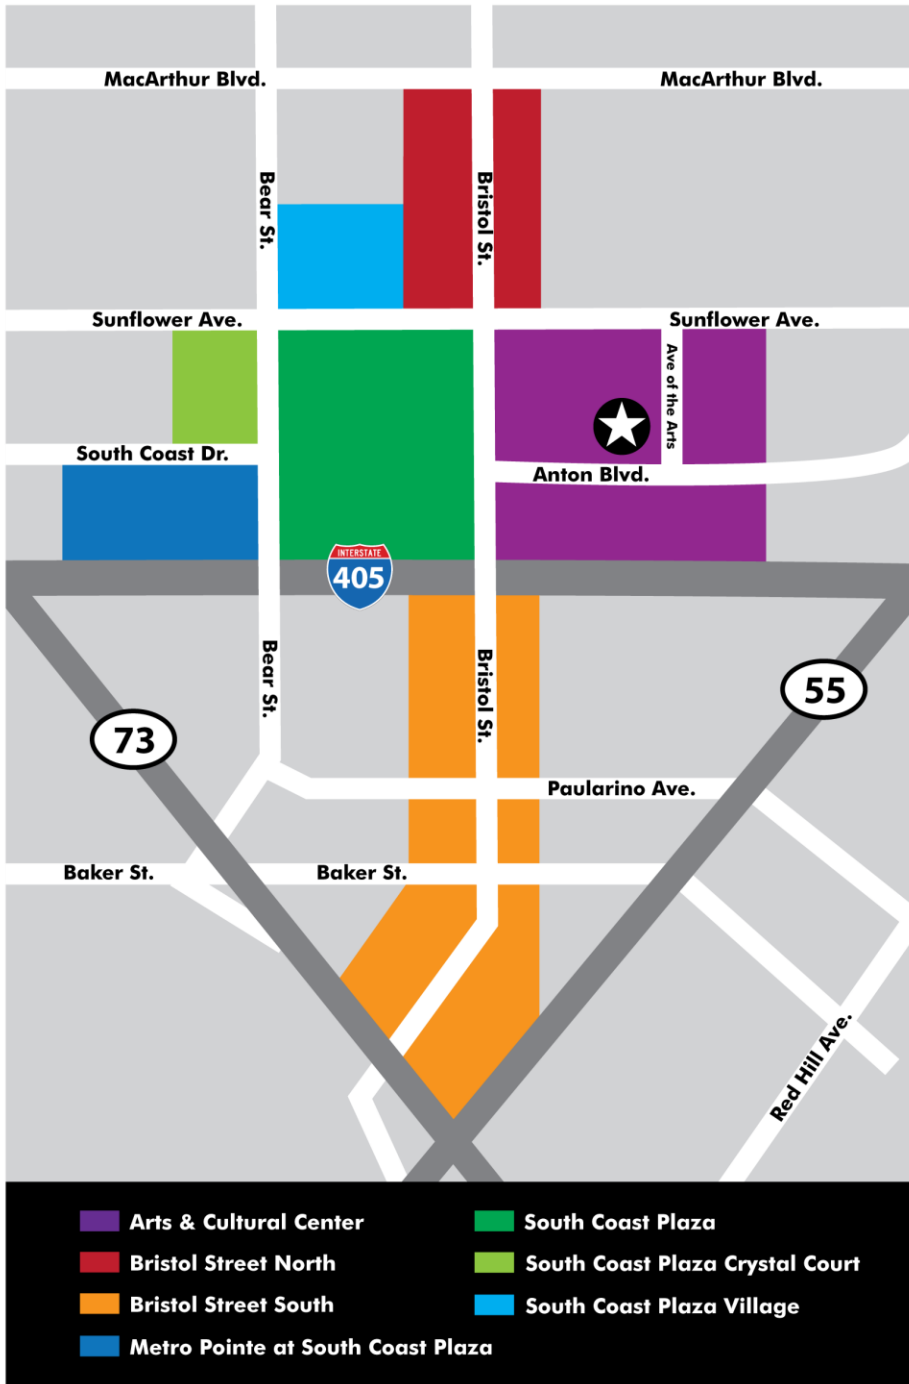 MacArthur Blvd.
MacArthur Blvd.
Bear St.
Bristol St.
Sunflower Ave.
Sunflower Ave.
Ave of the Arts
South Coast Dr.
Anton Blvd.
INTERSTATE
405
Bear St.
Bristol St.
55
73
Paularino Ave.
Baker St.
Baker St.
Red Hill Ave.
Arts & Cultural Center
Bristol Street North
Bristol Street South
Metro Pointe at South Coast Plaza
South Coast Plaza
South Coast Plaza Crystal Court
South Coast Plaza Village